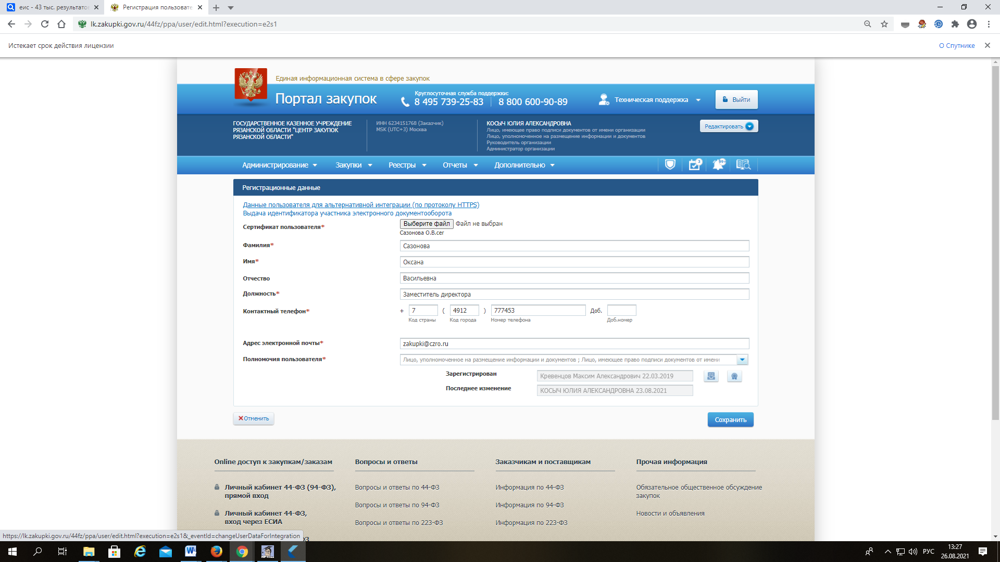 еис - 43 тыс. результатов
Регистрация пользовате
lk.zakupki.gov.ru/44fz/ppa/user/edit.html?execution=e2s1
Истекает срок действия лицензии
О Спутнике
Единая информационная система в сфере закупок
Портал закупок
Круглосуточная служба поддержки:
8 495 739-25-83
8 800 600-90-89
Техническая поддержка
Выйти
ГОСУДАРСТВЕННОЕ КАЗЕННОЕ УЧРЕЖДЕНИЕ
РЯЗАНСКОЙ ОБЛАСТИ "ЦЕНТР ЗАКУПОК
РЯЗАНСКОЙ ОБЛАСТИ"
ИНН 6234151768 (Заказчик)
MSK (UTC+3) Москва
КОСЫЧ ЮЛИЯ АЛЕКСАНДРОВНА
Лицо, имеющее право подписи документов от имени организации
Лицо, уполномоченное на размещение информации и документов
Руководитель организации
Администратор организации
Редактировать
Администрирование
Закупки
Реестры
Отчеты
Дополнительно
3
99+
Регистрационные данные
Данные пользователя для альтернативной интеграции (по протоколу HTTPS)
Выдача идентификатора участника электронного документооборота
Сертификат пользователя*
Выберите файл Файл не выбран
Сазонова О.В.cer
Фамилия*
Сазонова
Имя*
Оксана
Отчество
Васильевна
Должность*
Заместитель директора
Контактный телефон*
+ 7 ( 4912 ) 777453 Доб.
Код страны Код города Номер телефона Доб.номер
Адрес электронной почты*
zakupki@czro.ru
Полномочия пользователя*
Лицо, уполномоченное на размещение информации и документов ; Лицо, имеющее право подписи документов от имени
Зарегистрирован
Кревенцов Максим Александрович 22.03.2019
Последнее изменение
КОСЫЧ ЮЛИЯ АЛЕКСАНДРОВНА 23.08.2021
Отменить
Сохранить
Online доступ к закупкам/заказам
Личный кабинет 44-ФЗ (94-ФЗ),
прямой вход
Личный кабинет 44-ФЗ,
вход через ЕСИА
Вопросы и ответы
Вопросы и ответы по 44-ФЗ
Вопросы и ответы по 94-ФЗ
Вопросы и ответы по 223-ФЗ
Заказчикам и поставщикам
Информация по 44-ФЗ
Информация по 94-ФЗ
Информация по 223-ФЗ
Прочая информация
Обязательное общественное обсуждение
закупок
Новости и объявления
https://lk.zakupki.gov.ru/44fz/ppa/user/edit.html?execution=e2s1&_eventId=changeUserDataForIntegration
РУС
13:27
26.08.2021